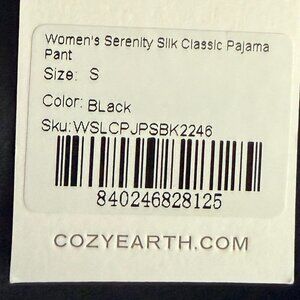 Women's Serenity Silk Classic Pajama
Pant
Size: S
Color: BLack
Sku:WSLCPJPSBK2246
840246828125
COZYEARTH.COM